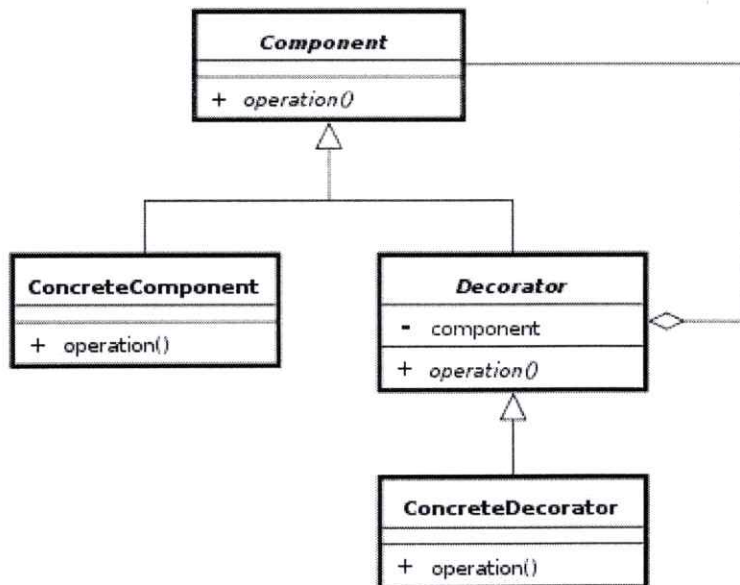 Component
+ operation()
ConcreteComponent
+ operation()
Decorator
- component
+ operation()
ConcreteDecorator
+ operation()